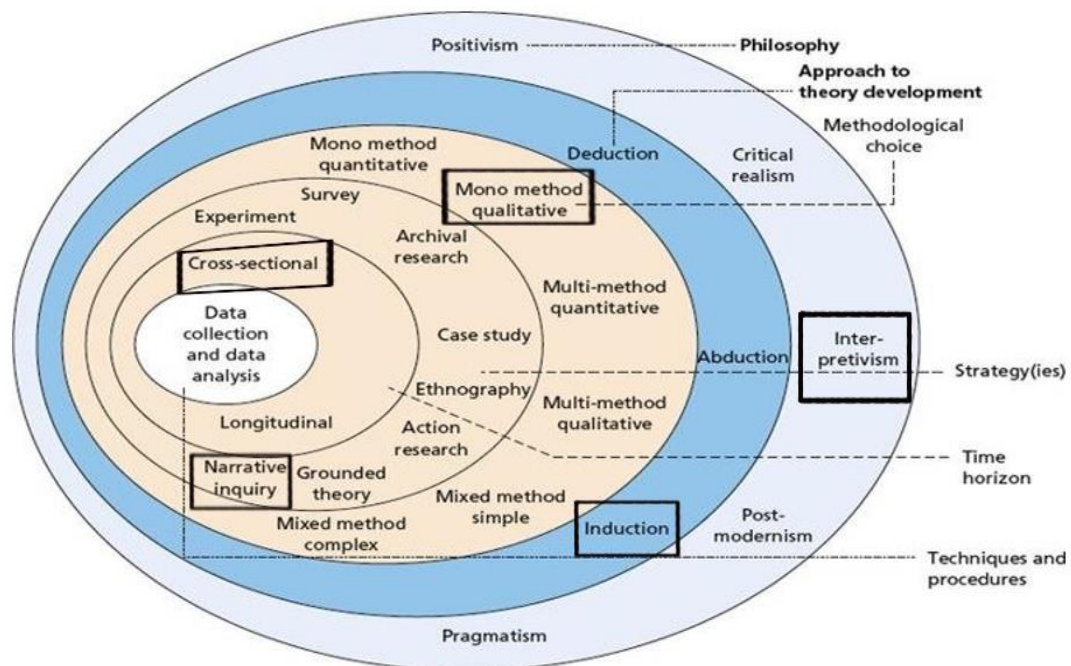 Positivism
Philosophy
Approach to
theory development
Methodological
choice
Mono method
quantitative
Deduction
Critical
realism
Survey
Mono method
qualitative
Experiment
Archival
research
Cross-sectional
Multi-method
quantitative
Data
collection
and data
analysis
Case study
Abduction
Inter-
pretivism
Strategy(ies)
Ethnography
Multi-method
qualitative
Longitudinal
Action
research
Time
horizon
Narrative
inquiry
Grounded
theory
Mixed method
simple
Mixed method
complex
Induction
Post-
modernism
Techniques and
procedures
Pragmatism